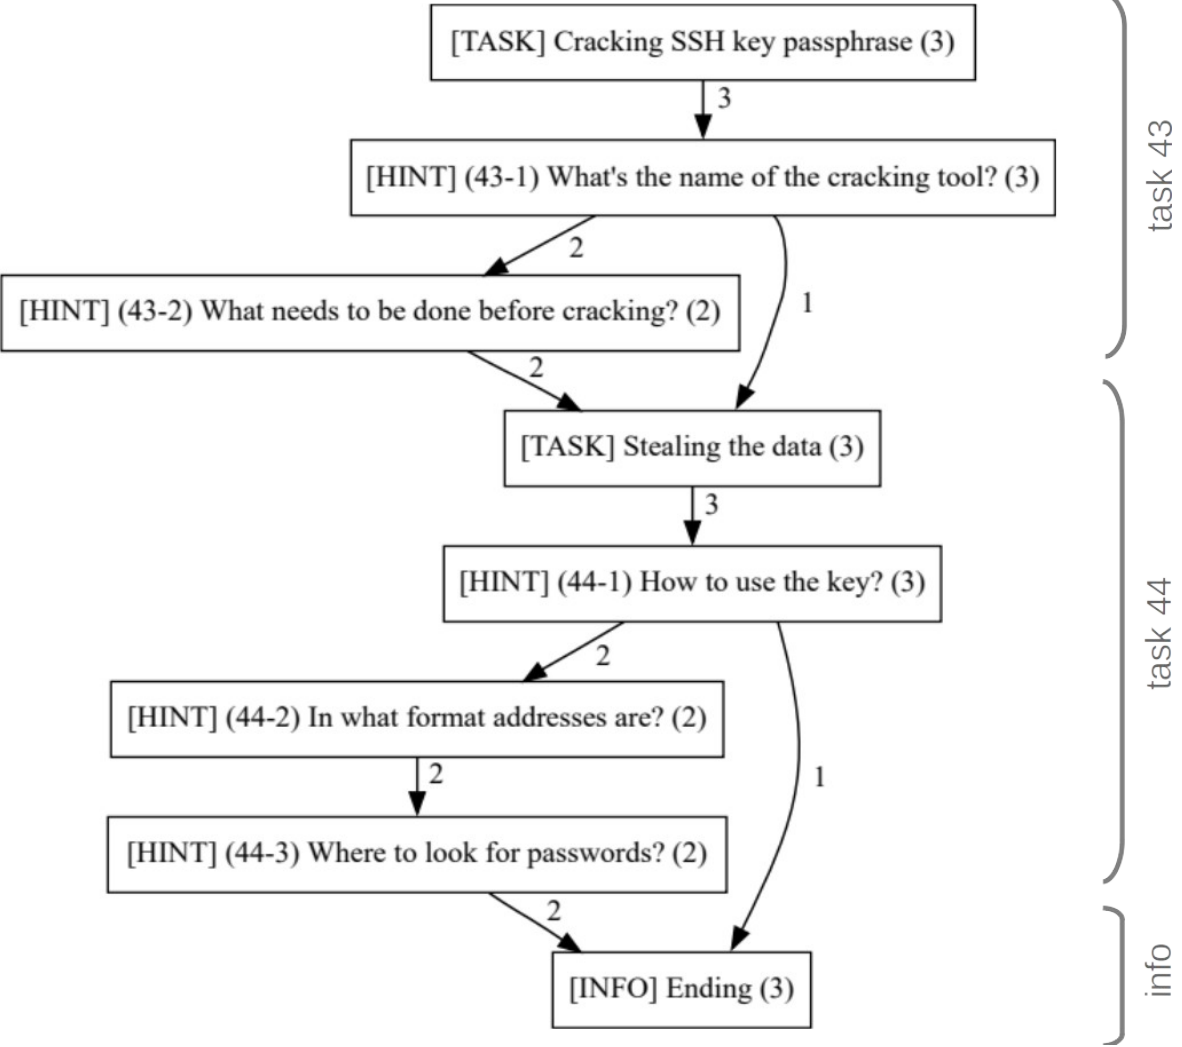 [TASK] Cracking SSH key passphrase (3)
3
[HINT] (43-1) What's the name of the cracking tool? (3)
task 43
2
1
[HINT] (43-2) What needs to be done before cracking? (2)
2
[TASK] Stealing the data (3)
3
[HINT] (44-1) How to use the key? (3)
task 44
2
1
[HINT] (44-2) In what format addresses are? (2)
2
[HINT] (44-3) Where to look for passwords? (2)
2
[INFO] Ending (3)
info